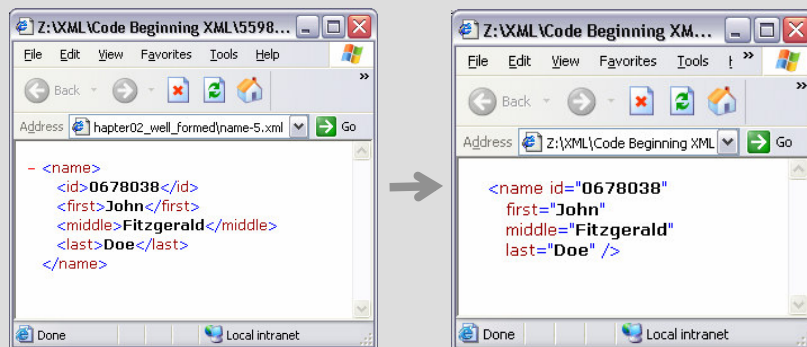 Z:\XML\Code Beginning XML\5598...
File Edit View Favorites Tools Help
Back
»
Address hapter02_well_formed\name-5.xml Go
- <name>
<id>0678038</id>
<first>John</first>
<middle>Fitzgerald</middle>
<last>Doe</last>
</name>
Done Local intranet
Z:\XML\Code Beginning XM...
File Edit View Favorites Tools »
Back
»
Address Z:\XML\Code Beginning XML Go
<name id="0678038"
first="John"
middle="Fitzgerald"
last="Doe" />
Done Local intranet